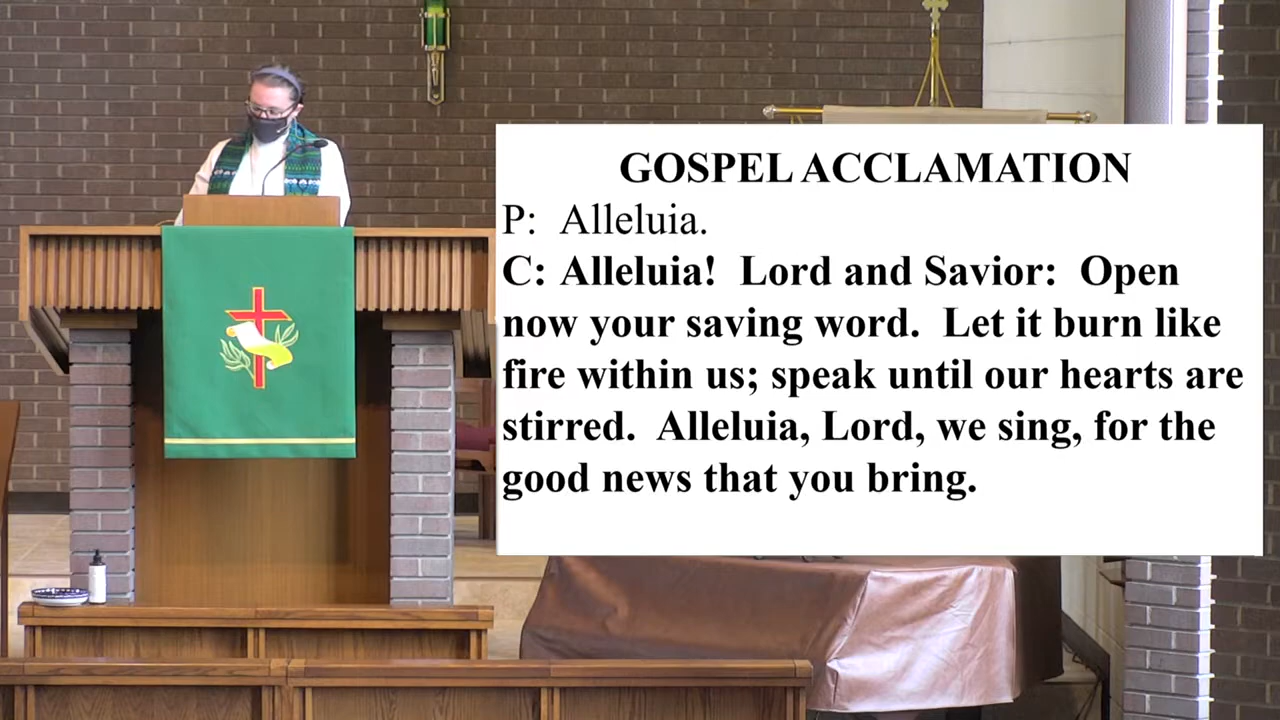 GOSPEL ACCLAMATION
P: Alleluia.
C: Alleluia! Lord and Savior: Open
now your saving word. Let it burn like
fire within us; speak until our hearts are
stirred. Alleluia, Lord, we sing, for the
good news that you bring.